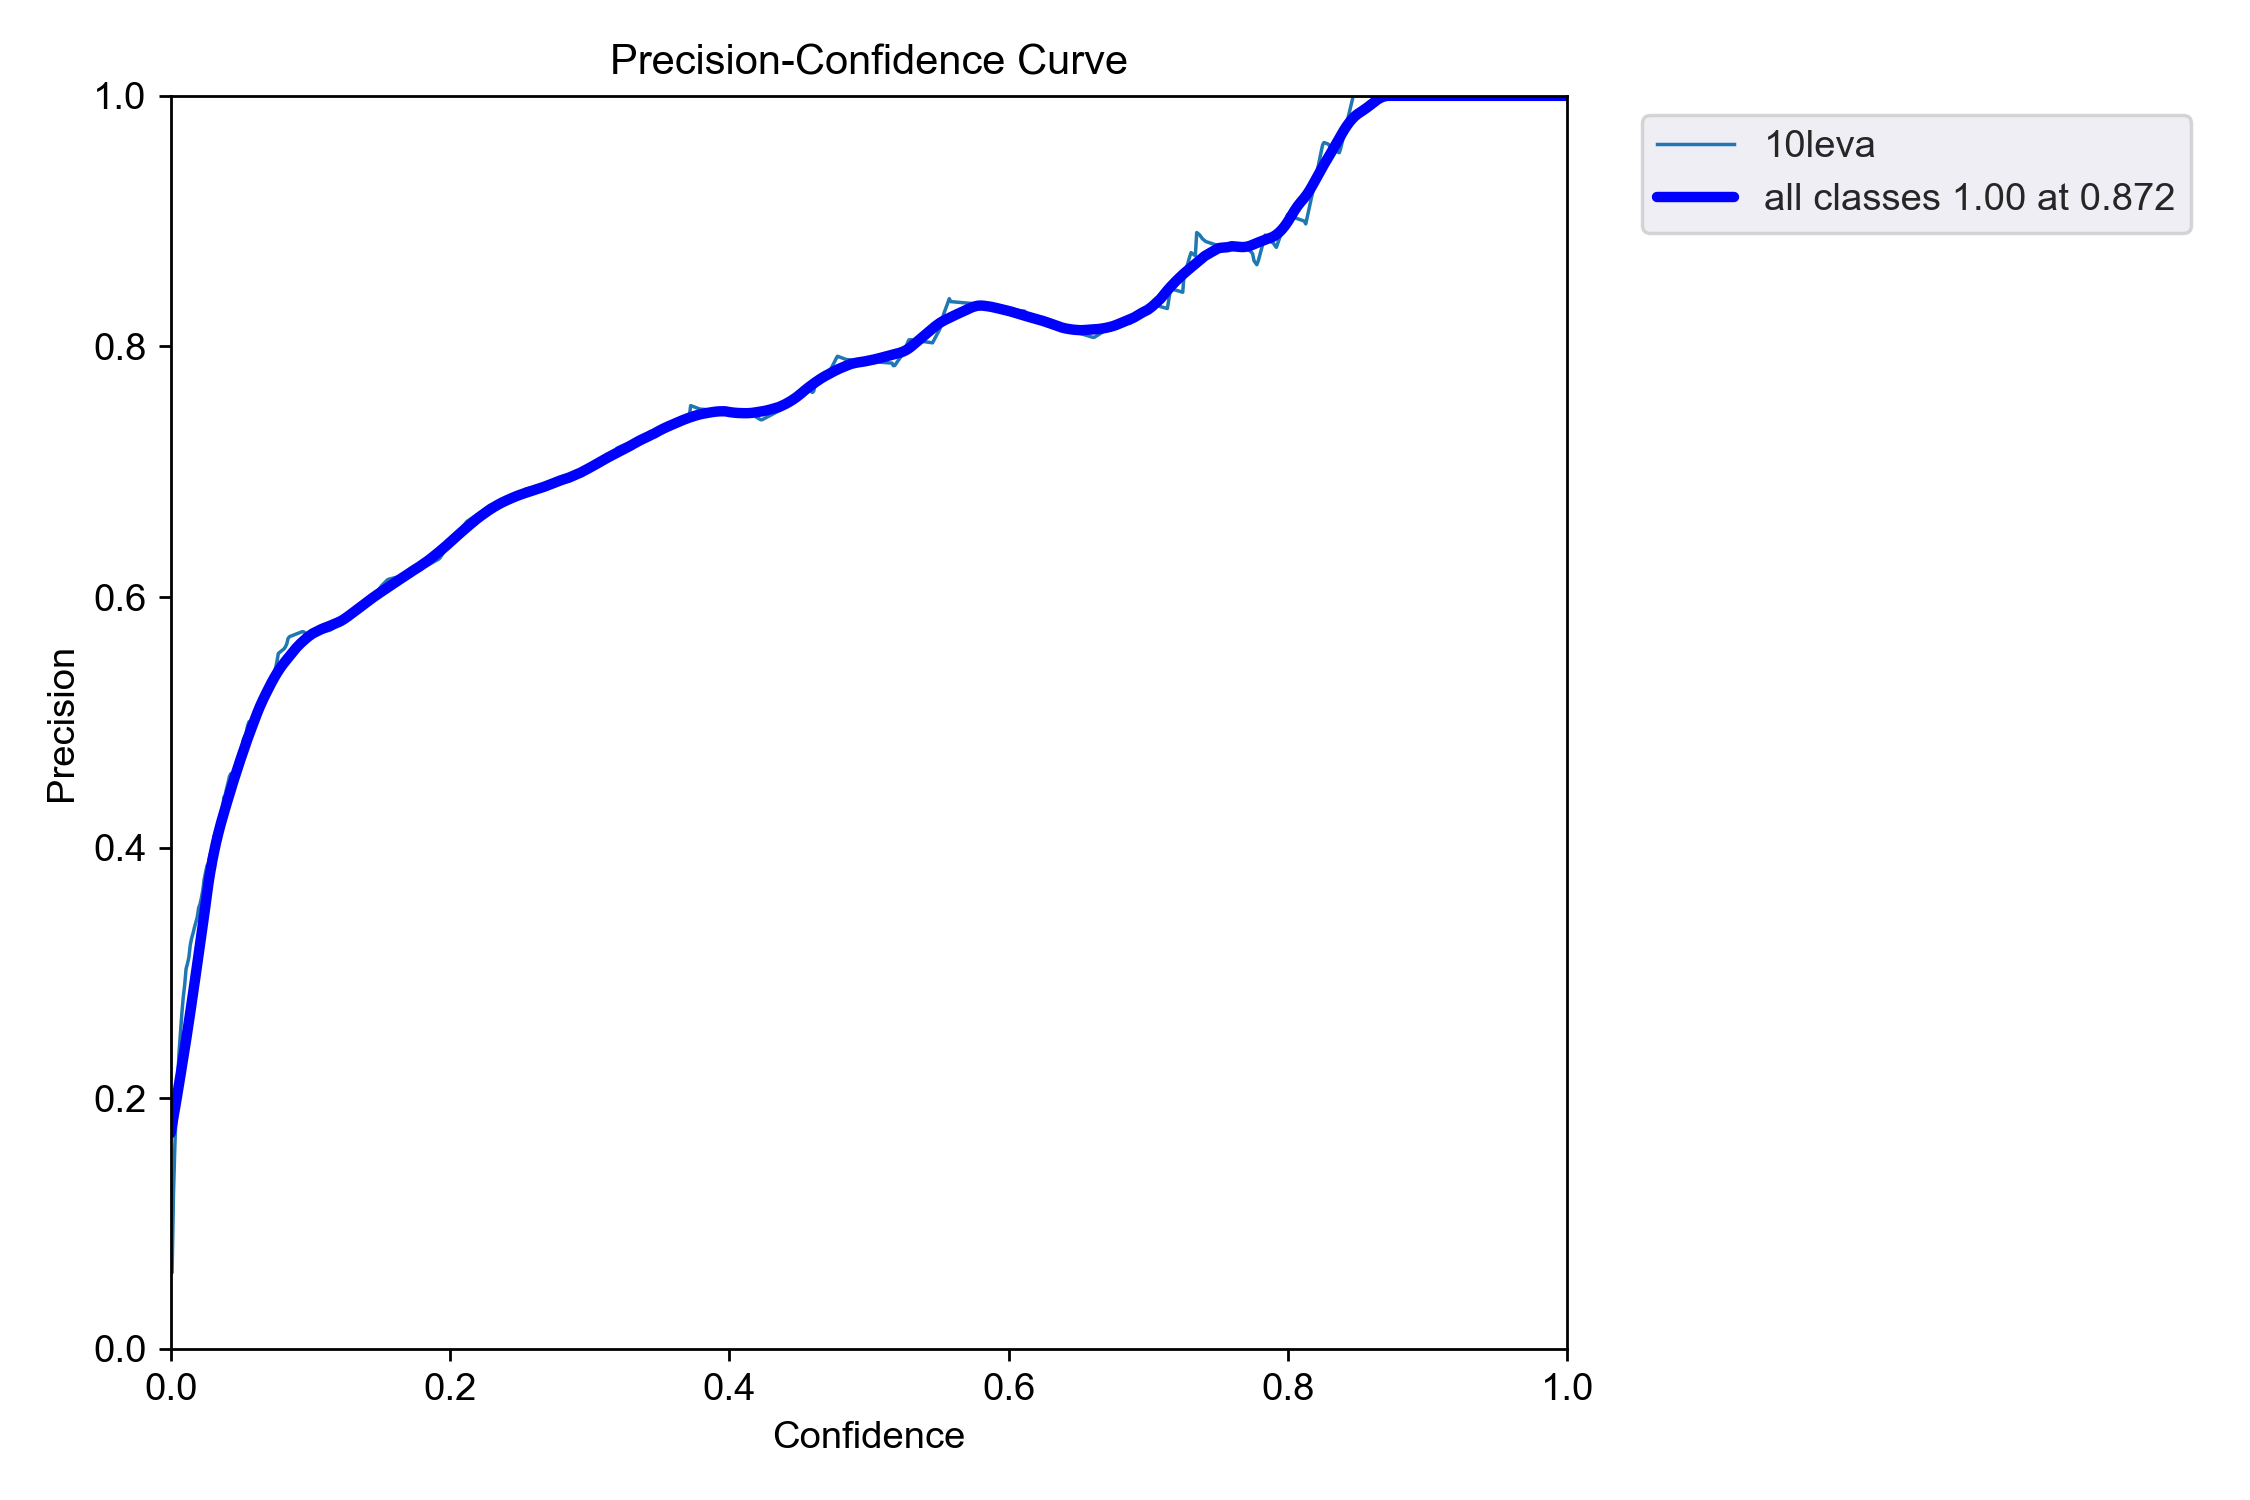 Precision-Confidence Curve
1.0
0.8
0.6
0.4
0.2
0.0
Precision
0.0 0.2 0.4 0.6 0.8 1.0
Confidence
10leva
all classes 1.00 at 0.872